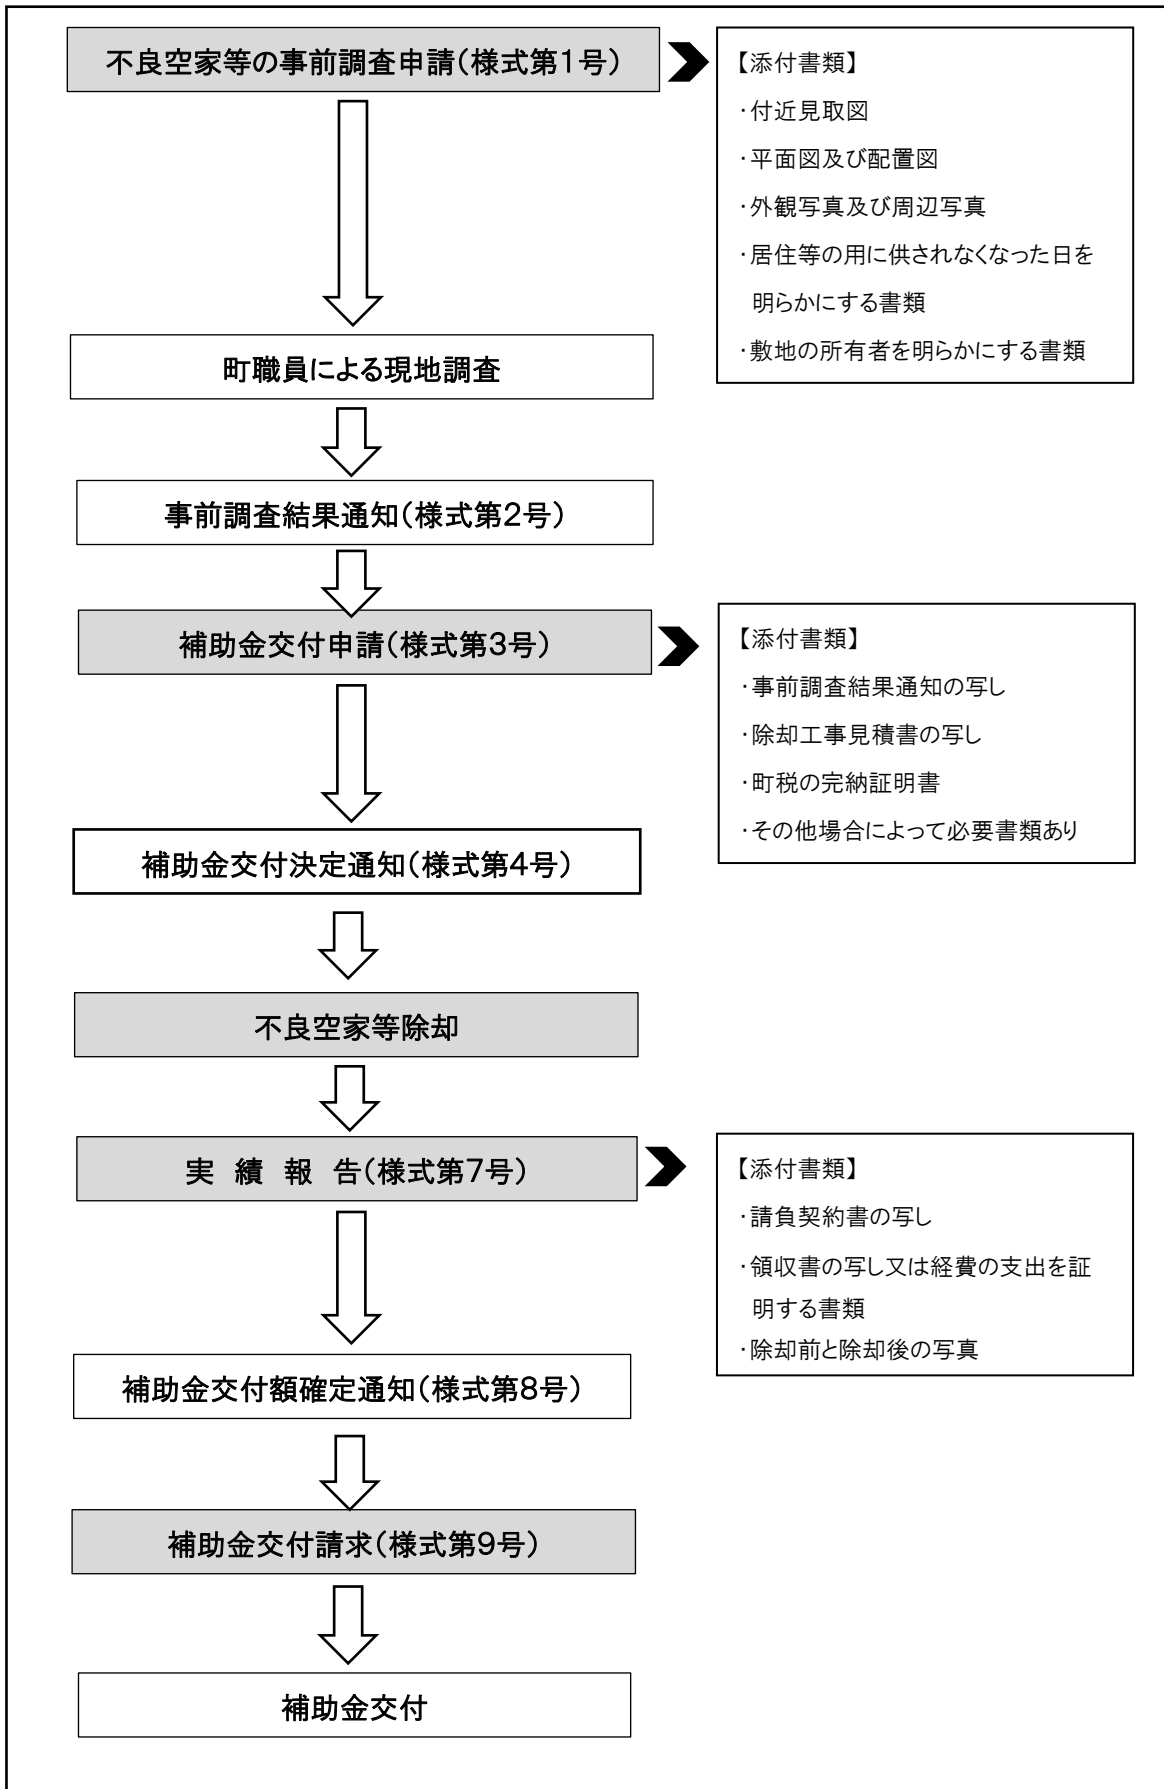 不良空家等の事前調査申請(様式第1号)
【添付書類】
・付近見取図
・平面図及び配置図
・外観写真及び周辺写真
・居住等の用に供されなくなった日を
明らかにする書類
・敷地の所有者を明らかにする書類
町職員による現地調査
事前調査結果通知(様式第2号)
補助金交付申請(様式第3号)
【添付書類】
・事前調査結果通知の写し
・除却工事見積書の写し
・町税の完納証明書
・その他場合によって必要書類あり
補助金交付決定通知(様式第4号)
不良空家等除却
実 績 報 告(様式第7号)
【添付書類】
・請負契約書の写し
・領収書の写し又は経費の支出を証
明する書類
・除却前と除却後の写真
補助金交付額確定通知(様式第8号)
補助金交付請求(様式第9号)
補助金交付